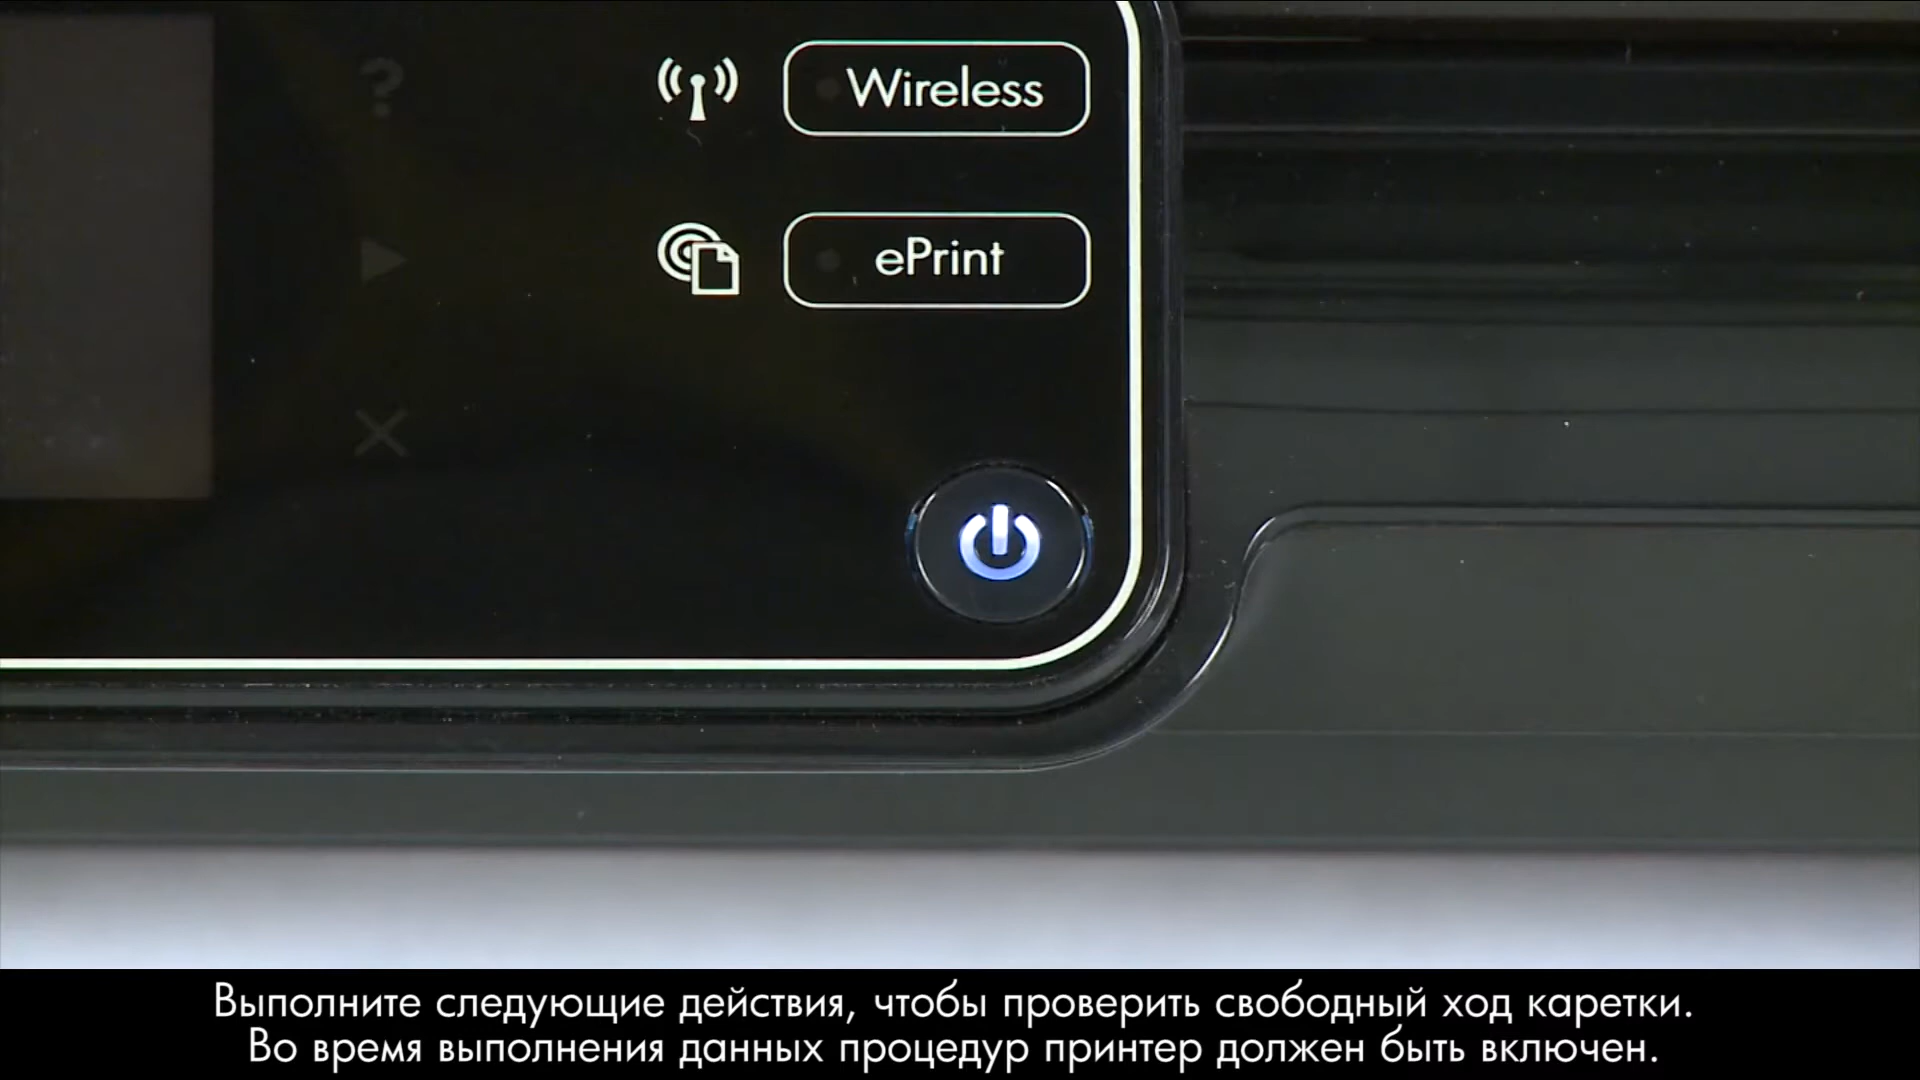 Wireless
ePrint
Выполните следующие действия, чтобы проверить свободный ход каретки.
Во время выполнения данных процедур принтер должен быть включен.